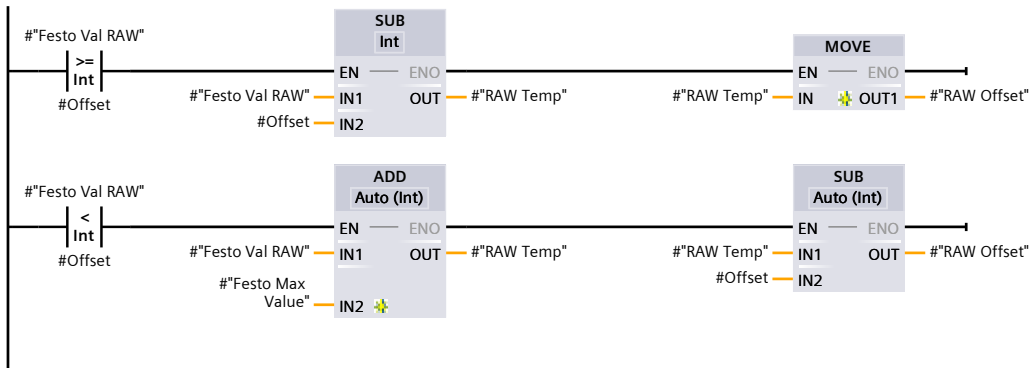 SUB
#"Festo Val RAW"
Int
MOVE
>=
Int
EN ENO
EN ENO
#Offset
#"Festo Val RAW" IN1 OUT #"RAW Temp"
#"RAW Temp" IN OUT1 #"RAW Offset"
#Offset IN2
ADD
SUB
#"Festo Val RAW"
Auto (Int)
Auto (Int)
<
Int
EN ENO
EN ENO
#Offset
#"Festo Val RAW" IN1 OUT #"RAW Temp"
#"RAW Temp" IN1 OUT #"RAW Offset"
#"Festo Max
Value" IN2
#Offset IN2